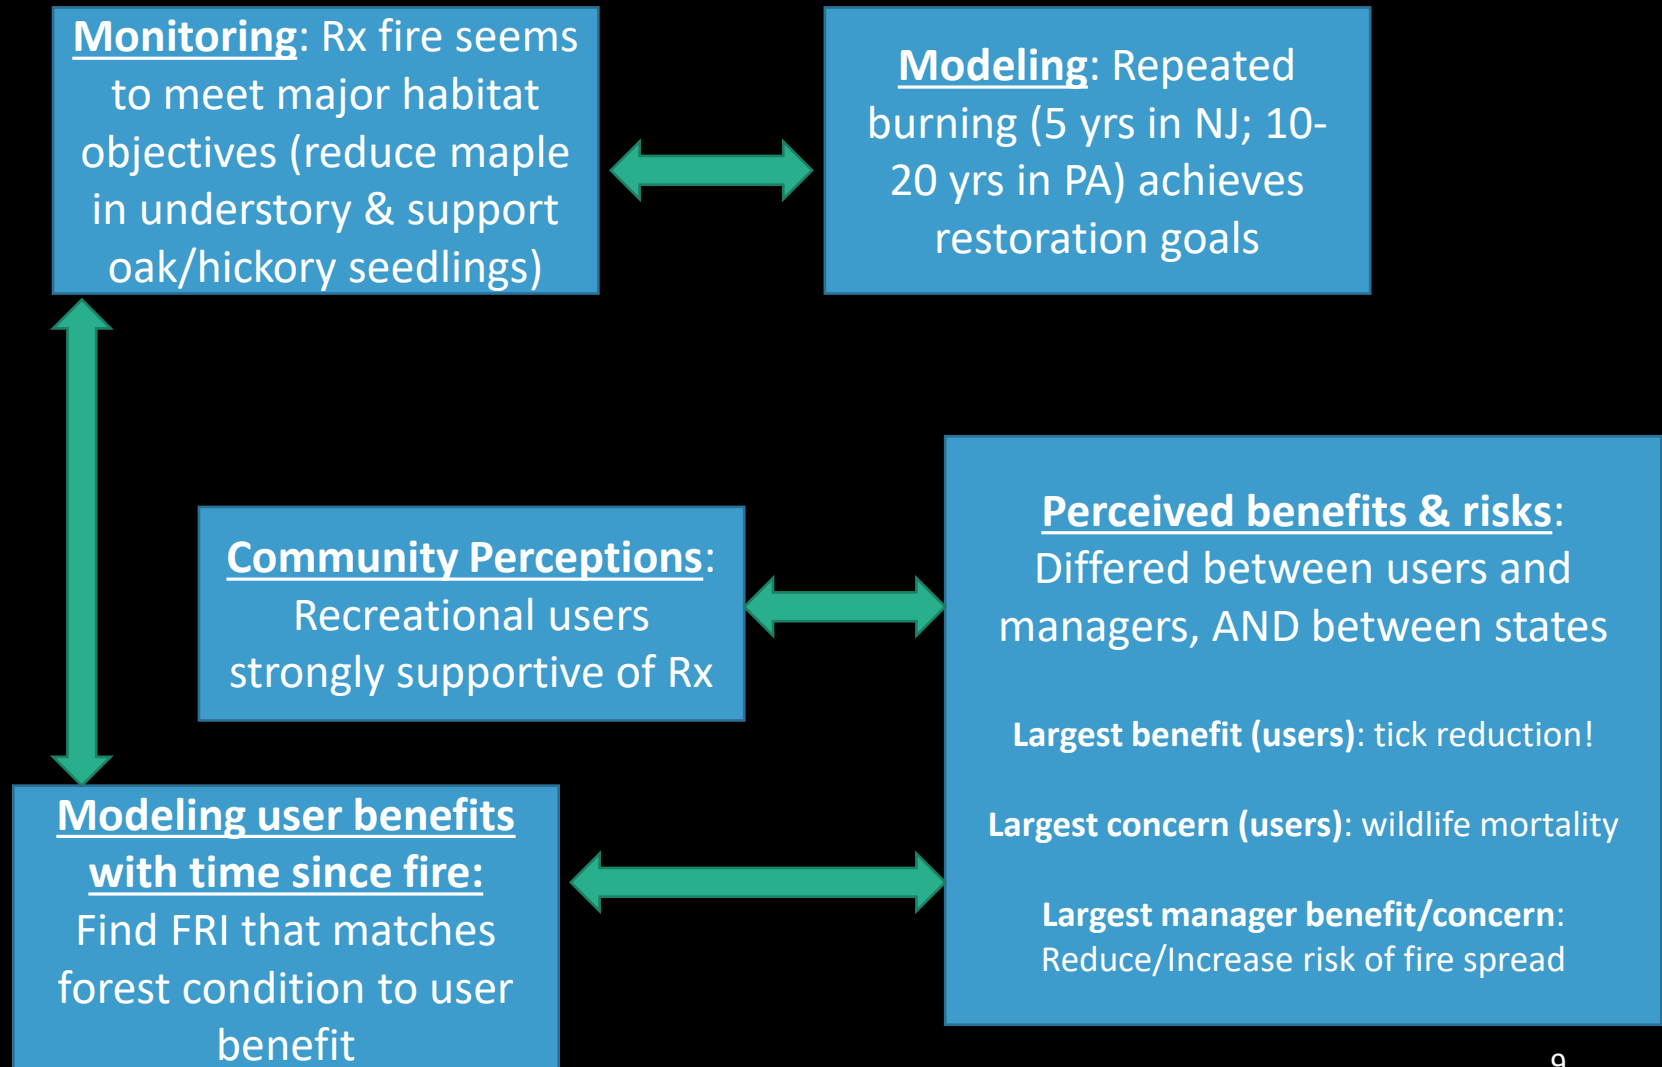 Monitoring: Rx fire seems
to meet major habitat
objectives (reduce maple
in understory & support
oak/hickory seedlings)
Modeling: Repeated
burning (5 yrs in NJ; 10-
20 yrs in PA) achieves
restoration goals
Community Perceptions:
Recreational users
strongly supportive of Rx
Perceived benefits & risks:
Differed between users and
managers, AND between states
Largest benefit (users): tick reduction!
Largest concern (users): wildlife mortality
Largest manager benefit/concern:
Reduce/Increase risk of fire spread
Modeling user benefits
with time since fire:
Find FRI that matches
forest condition to user
benefit
9